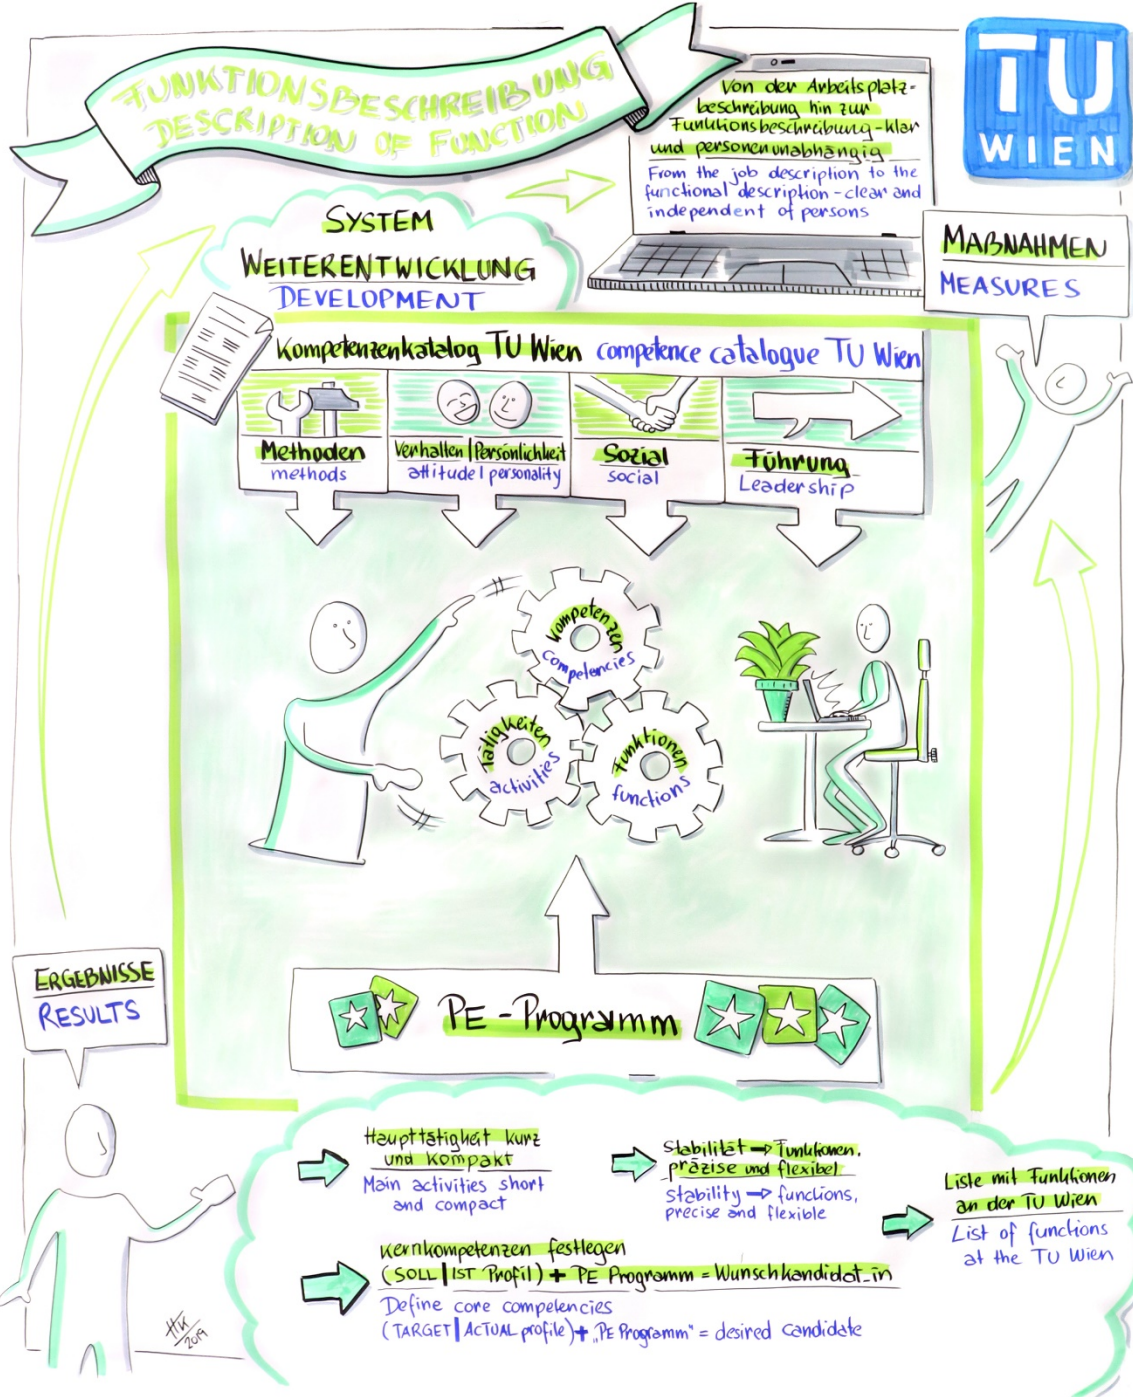 FUNKTIONSBESCHREIBUNG
DESCRIPTION OF FUNCTION
Von der Arbeitsplatz-
beschreibung hin zur
Funktionsbeschreibung - klar
und personenunabhängig
From the job description to the
functional description - clear and
independent of persons
TU
WIEN
SYSTEM
WEITERENTWICKLUNG
DEVELOPMENT
MAßNAHMEN
MEASURES
Kompetenzenkatalog TU Wien competence catalogue TU Wien
Methoden
methods
Verhalten | Persönlichkeit
attitude | personality
Sozial
social
Führung
Leadership
Kompetenzen
competencies
Tätigkeiten
activities
Funktionen
functions
ERGEBNISSE
RESULTS
PE - Programm
Haupttätigkeit kurz
und kompakt
Main activities short
and compact
Stabilität → Funktionen,
präzise und flexibel
Stability → functions,
precise and flexible
Liste mit Funktionen
an der TU Wien
List of functions
at the TU Wien
Kernkompetenzen festlegen
(SOLL | IST Profil) + PE Programm = Wunschkandidat_in
Define core competencies
(TARGET | ACTUAL profile) + „PE Programm" = desired candidate
HK
2019